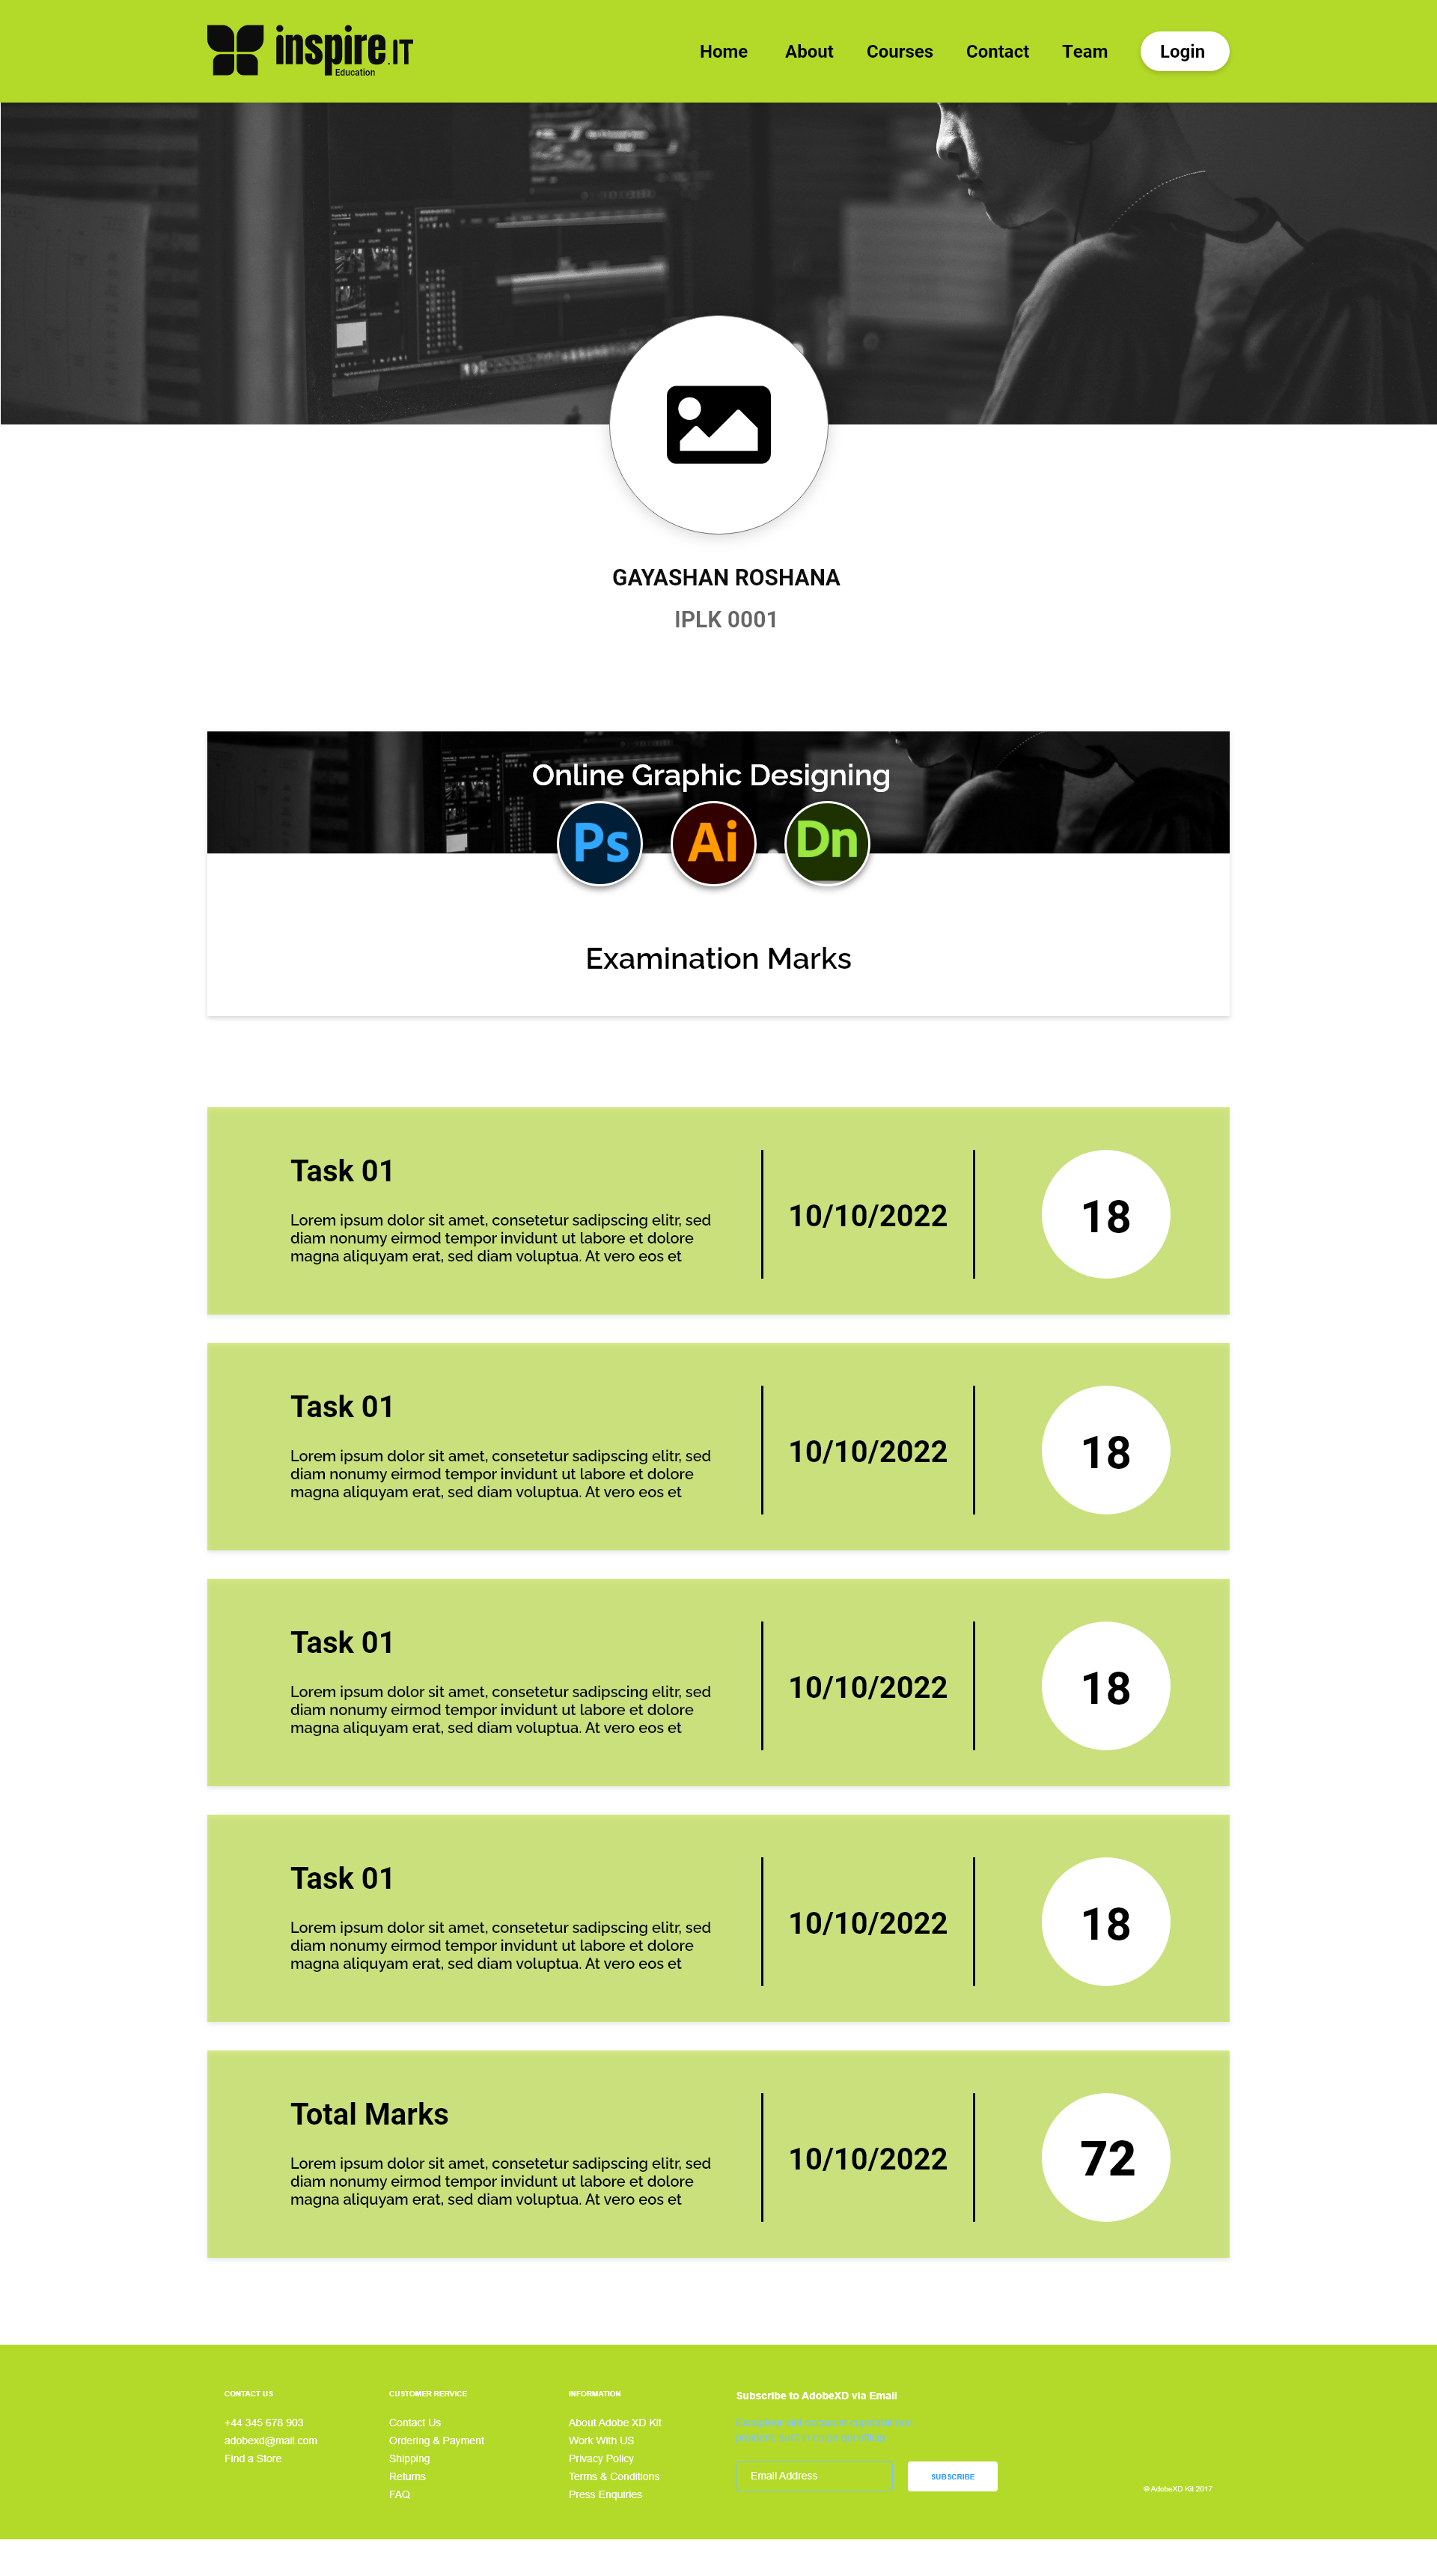 inspire.IT
Education
Home About Courses Contact Team Login
GAYASHAN ROSHANA
IPLK 0001
Online Graphic Designing
Ps Ai Dn
Examination Marks
Task 01
Lorem ipsum dolor sit amet, consetetur sadipscing elitr, sed
diam nonumy eirmod tempor invidunt ut labore et dolore
magna aliquyam erat, sed diam voluptua. At vero eos et
10/10/2022
18
Task 01
Lorem ipsum dolor sit amet, consetetur sadipscing elitr, sed
diam nonumy eirmod tempor invidunt ut labore et dolore
magna aliquyam erat, sed diam voluptua. At vero eos et
10/10/2022
18
Task 01
Lorem ipsum dolor sit amet, consetetur sadipscing elitr, sed
diam nonumy eirmod tempor invidunt ut labore et dolore
magna aliquyam erat, sed diam voluptua. At vero eos et
10/10/2022
18
Task 01
Lorem ipsum dolor sit amet, consetetur sadipscing elitr, sed
diam nonumy eirmod tempor invidunt ut labore et dolore
magna aliquyam erat, sed diam voluptua. At vero eos et
10/10/2022
18
Total Marks
Lorem ipsum dolor sit amet, consetetur sadipscing elitr, sed
diam nonumy eirmod tempor invidunt ut labore et dolore
magna aliquyam erat, sed diam voluptua. At vero eos et
10/10/2022
72
CONTACT US
+44 345 678 903
adobexd@mail.com
Find a Store
CUSTOMER RERVICE
Contact Us
Ordering & Payment
Shipping
Returns
FAQ
INFORMATION
About Adobe XD Kit
Work With US
Privacy Policy
Terms & Conditions
Press Enquiries
Subscribe to AdobeXD via Email
Email Address
SUBSCRIBE
© AdobeXD Kit 2017